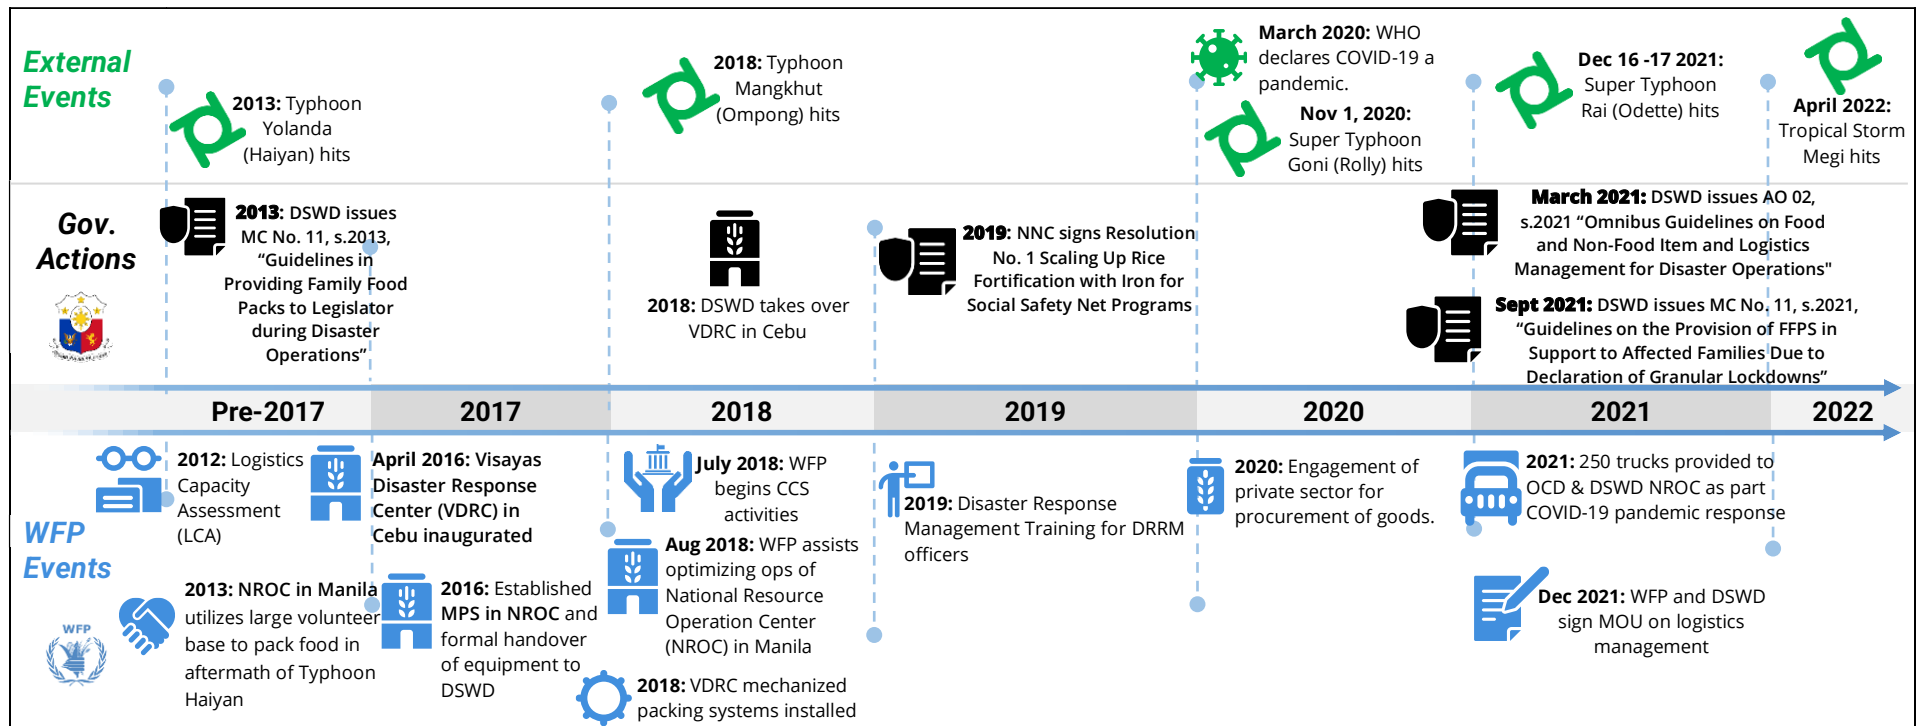 External
Events
2013: Typhoon
Yolanda
(Haiyan) hits
2018: Typhoon
Mangkhut
(Ompong) hits
March 2020: WHO
declares COVID-19 a
pandemic.
Nov 1, 2020:
Super Typhoon
Goni (Rolly) hits
Dec 16 -17 2021:
Super Typhoon
Rai (Odette) hits
April 2022:
Tropical Storm
Megi hits
Gov.
Actions
2013: DSWD issues
MC No. 11, s.2013,
“Guidelines in
Providing Family Food
Packs to Legislator
during Disaster
Operations”
2018: DSWD takes over
VDRC in Cebu
2019: NNC signs Resolution
No. 1 Scaling Up Rice
Fortification with Iron for
Social Safety Net Programs
March 2021: DSWD issues AO 02,
s.2021 “Omnibus Guidelines on Food
and Non-Food Item and Logistics
Management for Disaster Operations"
Sept 2021: DSWD issues MC No. 11, s.2021,
“Guidelines on the Provision of FFPS in
Support to Affected Families Due to
Declaration of Granular Lockdowns”
Pre-2017
2017
2018
2019
2020
2021
2022
WFP
Events
WFP
2012: Logistics
Capacity
Assessment
(LCA)
2013: NROC in Manila
utilizes large volunteer
base to pack food in
aftermath of Typhoon
Haiyan
April 2016: Visayas
Disaster Response
Center (VDRC) in
Cebu inaugurated
2016: Established
MPS in NROC and
formal handover
of equipment to
DSWD
July 2018: WFP
begins CCS
activities
Aug 2018: WFP assists
optimizing ops of
National Resource
Operation Center
(NROC) in Manila
2018: VDRC mechanized
packing systems installed
2019: Disaster Response
Management Training for DRRM
officers
2020: Engagement of
private sector for
procurement of goods.
2021: 250 trucks provided to
OCD & DSWD NROC as part
COVID-19 pandemic response
Dec 2021: WFP and DSWD
sign MOU on logistics
management